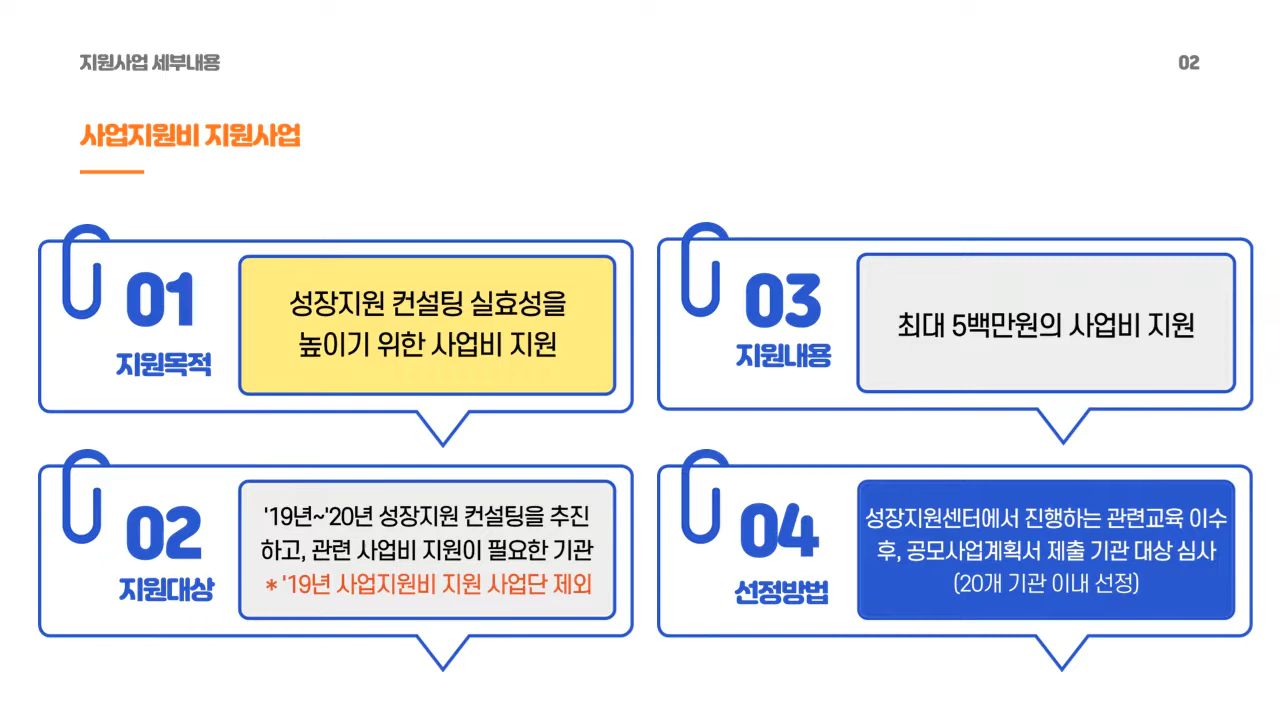 지원사업 세부내용
02
사업지원비 지원사업
01
지원목적
성장지원 컨설팅 실효성을
높이기 위한 사업비 지원
02
지원대상
'19년~'20년 성장지원 컨설팅을 추진
하고, 관련 사업비 지원이 필요한 기관
* '19년 사업지원비 지원 사업단 제외
03
지원내용
최대 5백만원의 사업비 지원
04
선정방법
성장지원센터에서 진행하는 관련교육 이수
후, 공모사업계획서 제출 기관 대상 심사
(20개 기관 이내 선정)